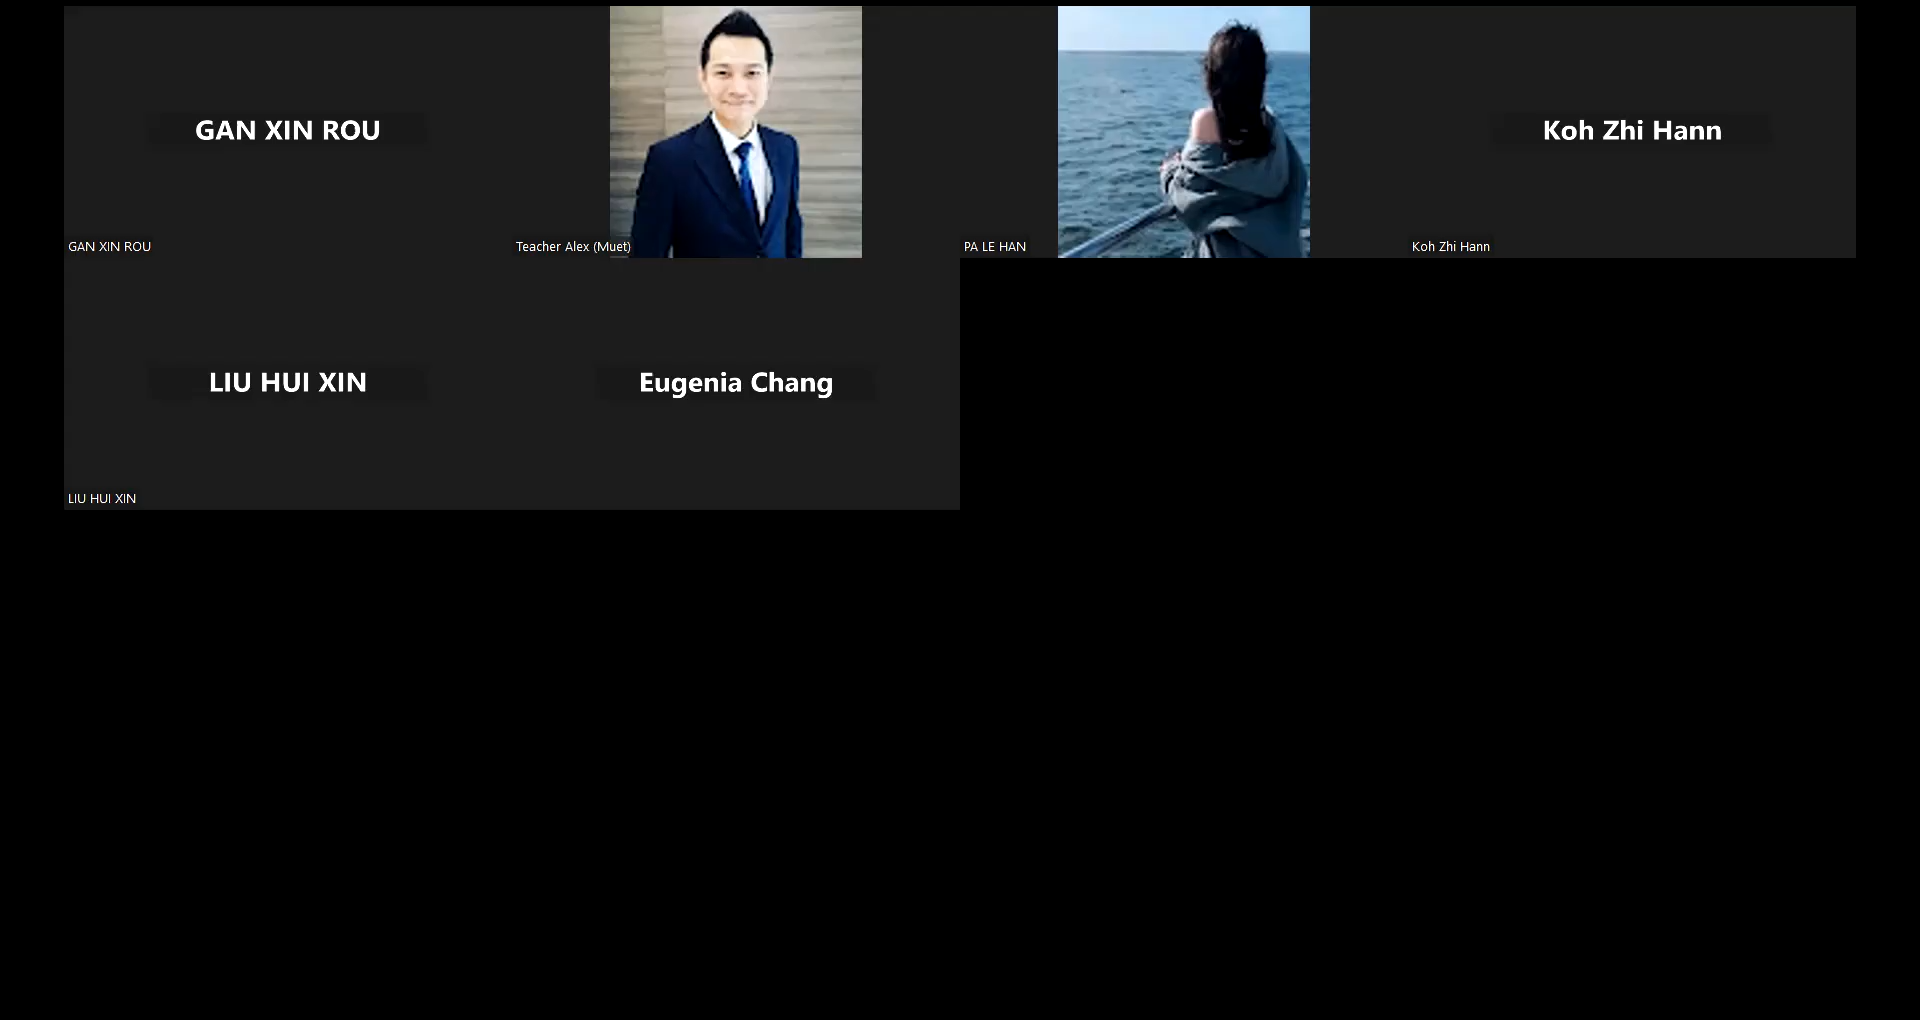 GAN XIN ROU
GAN XIN ROU
Teacher Alex (Muet)
PA LE HAN
Koh Zhi Hann
Koh Zhi Hann
LIU HUI XIN
LIU HUI XIN
Eugenia Chang